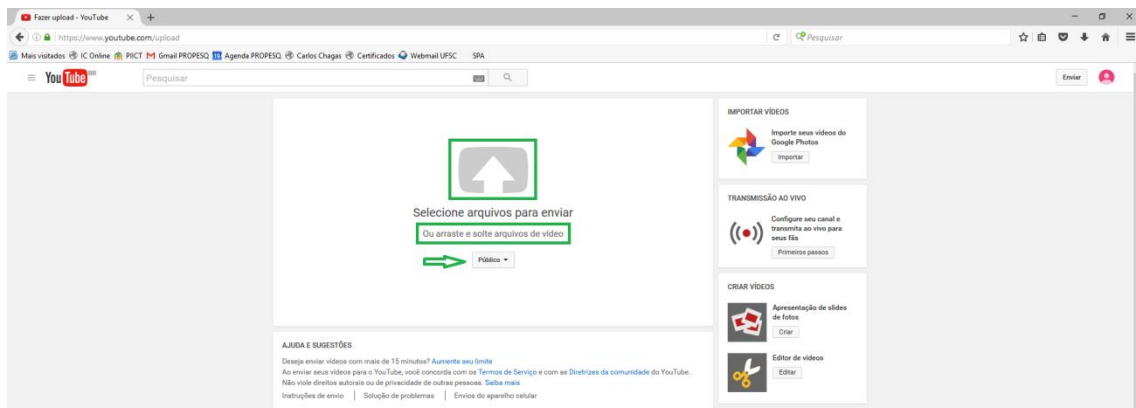 Fazer upload - YouTube
https://www.youtube.com/upload
Pesquisar
Mais visitados IC Online PIICT Gmail PROPESQ 18 Agenda PROPESQ Carlos Chagas Certificados Webmail UFSC SPA
YouTube BR
Pesquisar
Enviar
Selecione arquivos para enviar
Ou arraste e solte arquivos de vídeo
Público
IMPORTAR VÍDEOS
Importe seus vídeos do
Google Photos
Importar
TRANSMISSÃO AO VIVO
Configure seu canal e
transmita ao vivo para
seus fãs
Primeiros passos
CRIAR VÍDEOS
Apresentação de slides
de fotos
Criar
Editor de vídeos
Editar
AJUDA E SUGESTÕES
Deseja enviar vídeos com mais de 15 minutos? Aumente seu limite
Ao enviar seus vídeos para o YouTube, você concorda com os Termos de Serviço e com as Diretrizes da comunidade do YouTube.
Não viole direitos autorais ou de privacidade de outras pessoas. Saiba mais
Instruções de envio | Solução de problemas | Envios do aparelho celular